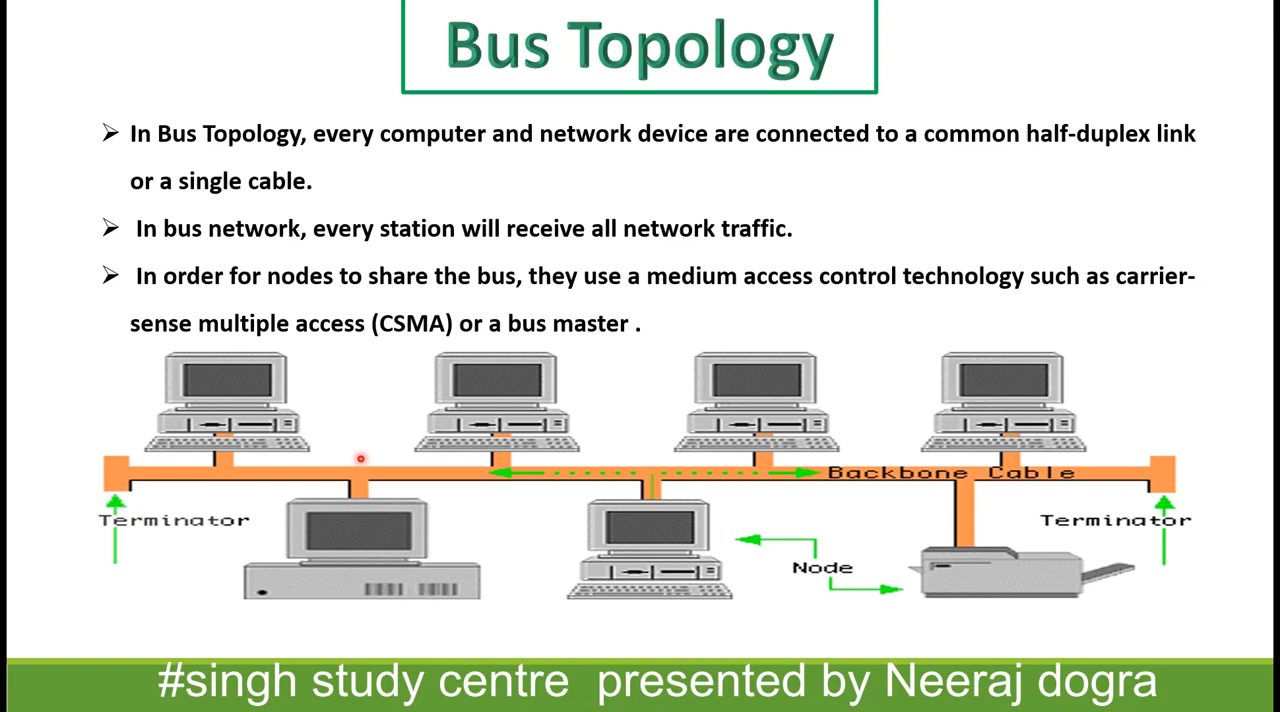 Bus Topology
➢ In Bus Topology, every computer and network device are connected to a common half-duplex link
or a single cable.
➢ In bus network, every station will receive all network traffic.
➢ In order for nodes to share the bus, they use a medium access control technology such as carrier-
sense multiple access (CSMA) or a bus master .
Backbone Cable
Terminator
Terminator
Node
#singh study centre presented by Neeraj dogra